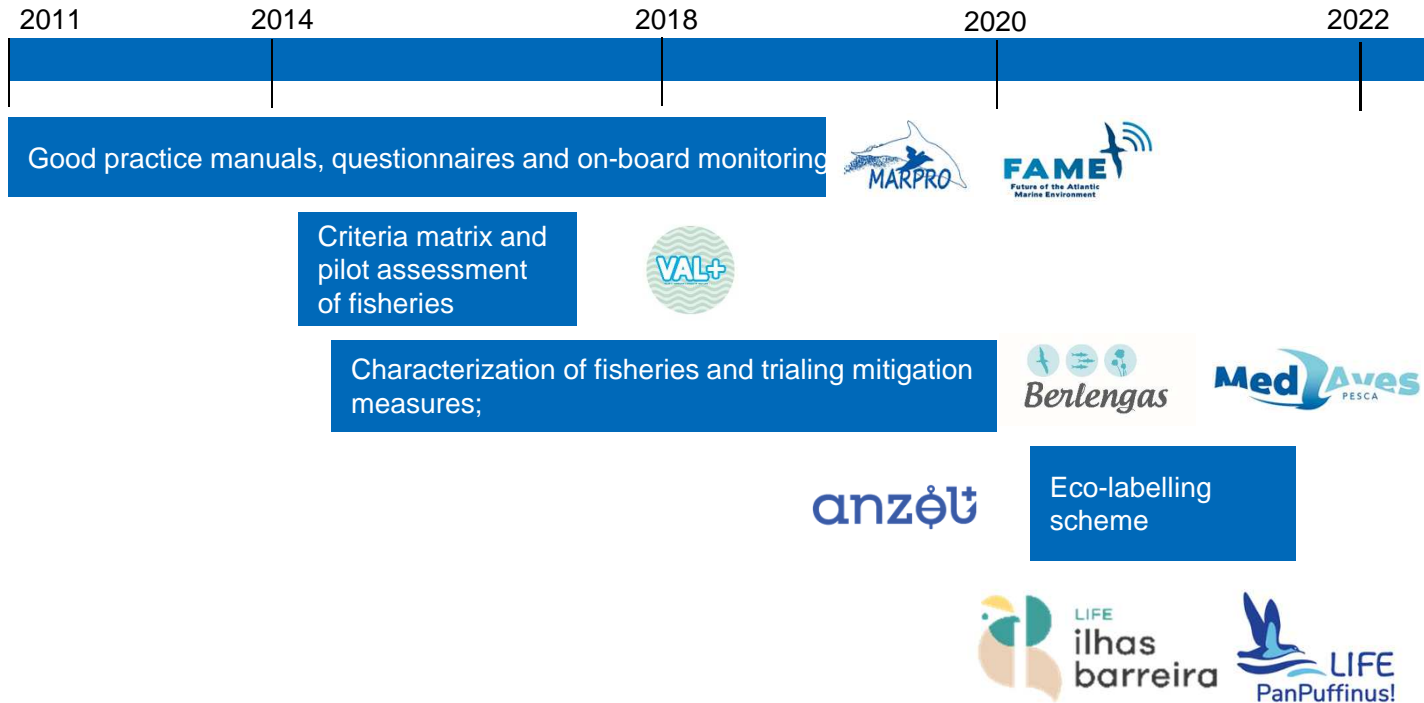 2011 2014 2018 2020 2022
Good practice manuals, questionnaires and on-board monitoring
MARPRO
FAME
Future of the Atlantic
Marine Environment
Criteria matrix and
pilot assessment
of fisheries
VAL+
Characterization of fisheries and trialing mitigation
measures;
Berlengas
Med Aves
PESCA
anzol+
Eco-labelling
scheme
LIFE
ilhas
barreira
LIFE
PanPuffinus!